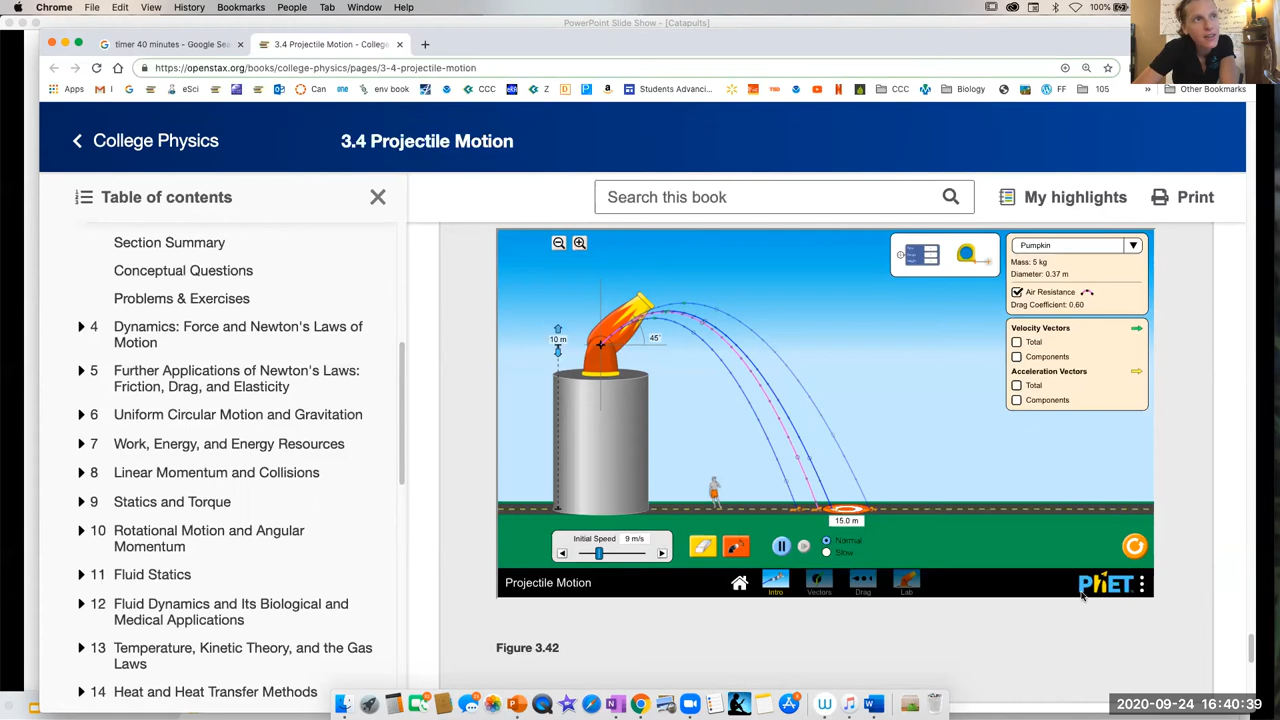 Chrome File Edit View History Bookmarks People Tab Window Help 100%
PowerPoint Slide Show - [Catapults]
timer 40 minutes - Google Sea
3.4 Projectile Motion - Colleg
https://openstax.org/books/college-physics/pages/3-4-projectile-motion
Apps M I eSci Can one env book CCC Z Students Advanci... CCC Biology FF 105 » Other Bookmarks
College Physics
3.4 Projectile Motion
Table of contents
Search this book
My highlights
Print
Section Summary
Conceptual Questions
Problems & Exercises
4 Dynamics: Force and Newton's Laws of
Motion
5 Further Applications of Newton's Laws:
Friction, Drag, and Elasticity
6 Uniform Circular Motion and Gravitation
7 Work, Energy, and Energy Resources
8 Linear Momentum and Collisions
9 Statics and Torque
10 Rotational Motion and Angular
Momentum
11 Fluid Statics
12 Fluid Dynamics and Its Biological and
Medical Applications
13 Temperature, Kinetic Theory, and the Gas
Laws
14 Heat and Heat Transfer Methods
Pumpkin
Mass: 5 kg
Diameter: 0.37 m
Air Resistance
Drag Coefficient: 0.60
Velocity Vectors
Total
Components
Acceleration Vectors
Total
Components
10 m
45°
15.0 m
Initial Speed 9 m/s
Normal
Slow
Projectile Motion
Intro
Vectors
Drag
Lab
PhET
Figure 3.42
2020-09-24 16:40:39